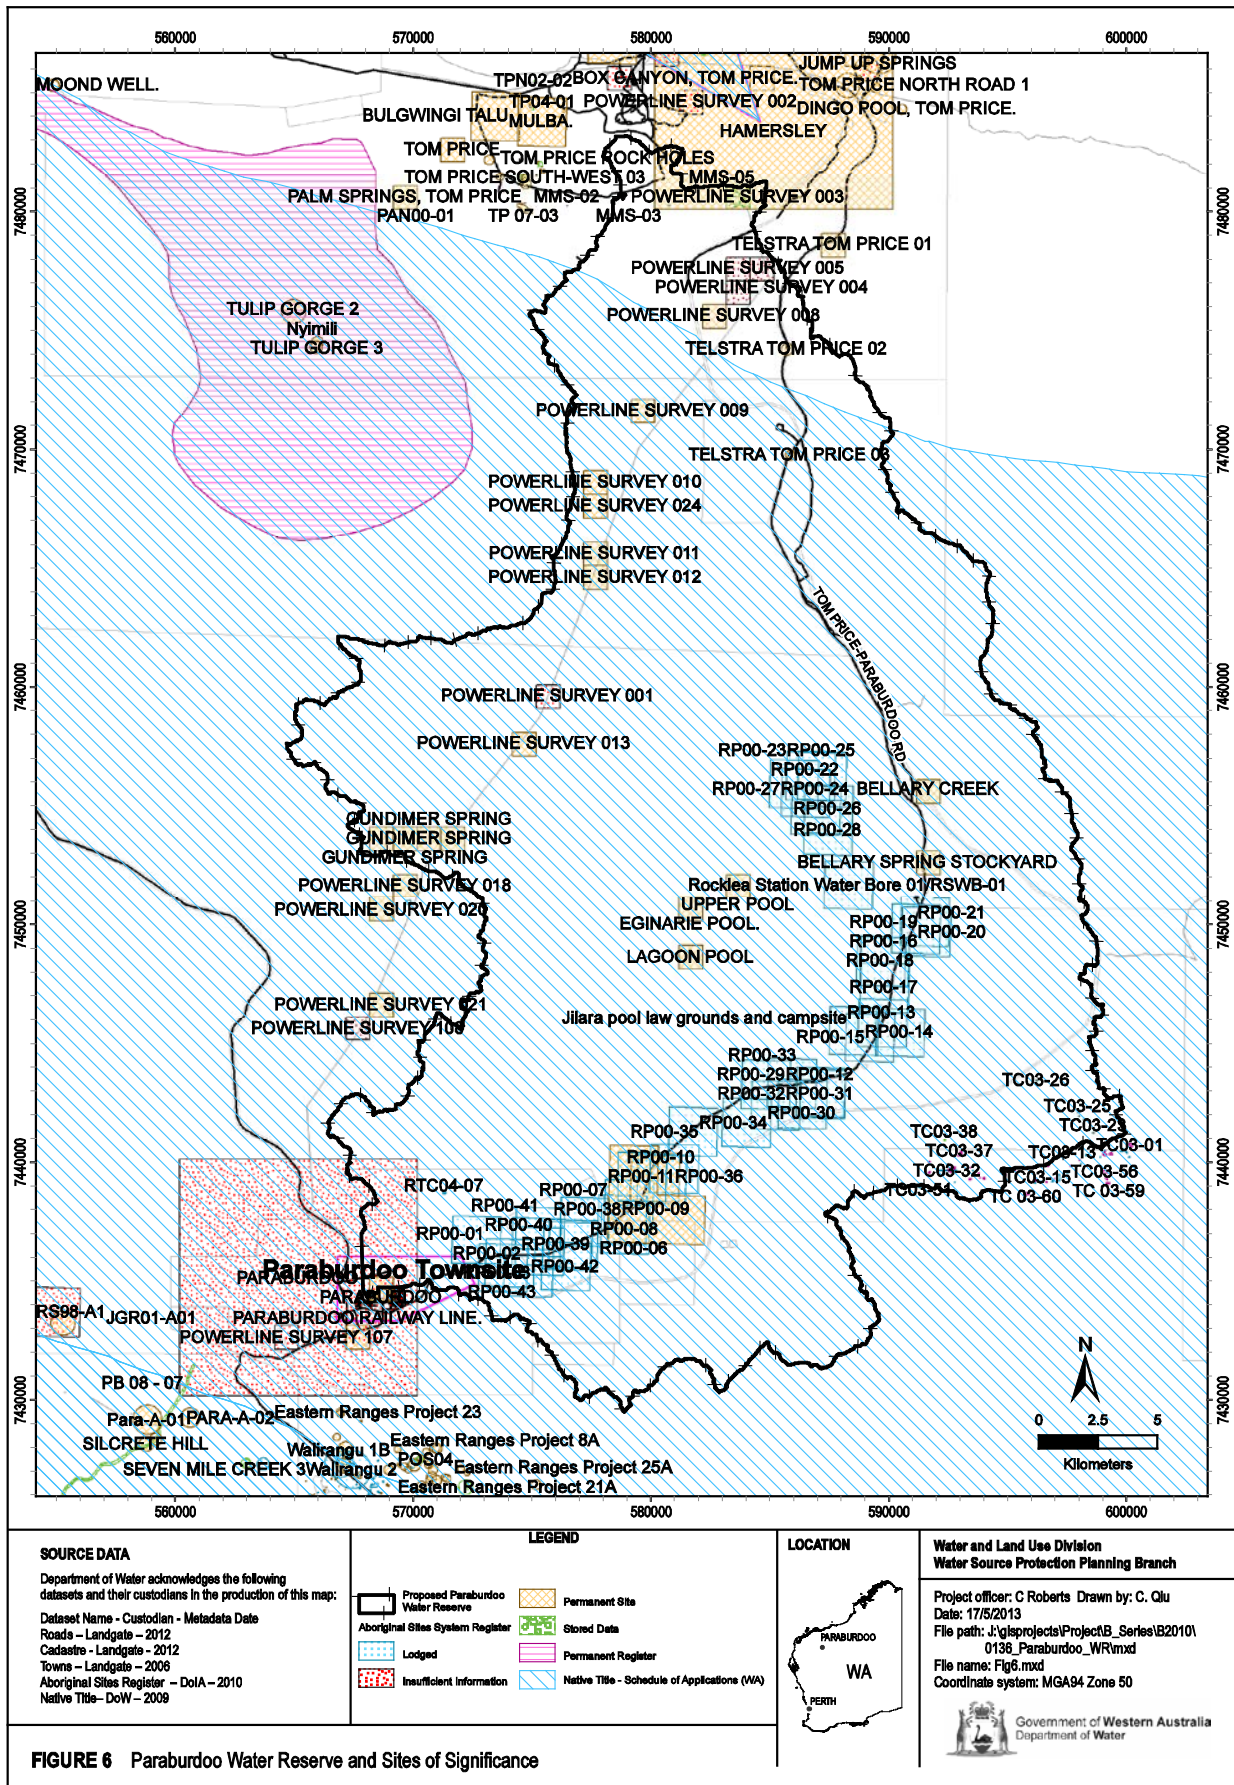 560000 570000 580000 590000 600000
MOOND WELL.
TPN02-02 BOX CANYON, TOM PRICE.
JUMP UP SPRINGS
TOM PRICE NORTH ROAD 1
BULGWINGI TALU
TP04-01
MULBA.
POWERLINE SURVEY 002
DINGO POOL, TOM PRICE.
HAMERSLEY
TOM PRICE
TOM PRICE ROCK HOLES
TOM PRICE SOUTH-WEST 03
MMS-05
PALM SPRINGS, TOM PRICE
MMS-02
POWERLINE SURVEY 003
PAN00-01
TP 07-03
MMS-03
7480000 7480000
TELSTRA TOM PRICE 01
POWERLINE SURVEY 005
POWERLINE SURVEY 004
TULIP GORGE 2
Nyimili
TULIP GORGE 3
POWERLINE SURVEY 008
TELSTRA TOM PRICE 02
POWERLINE SURVEY 009
7470000 7470000
TELSTRA TOM PRICE 03
POWERLINE SURVEY 010
POWERLINE SURVEY 024
POWERLINE SURVEY 011
POWERLINE SURVEY 012
TOM PRICE-PARABURDOO RD
7460000 7460000
POWERLINE SURVEY 001
POWERLINE SURVEY 013
RP00-23 RP00-25
RP00-22
RP00-27 RP00-24
BELLARY CREEK
RP00-26
RP00-28
GUNDIMER SPRING
GUNDIMER SPRING
GUNDIMER SPRING
BELLARY SPRING STOCKYARD
POWERLINE SURVEY 018
Rocklea Station Water Bore 01/RSWB-01
POWERLINE SURVEY 020
UPPER POOL
EGINARIE POOL.
7450000 7450000
RP00-21
RP00-19
RP00-20
RP00-16
LAGOON POOL
RP00-18
RP00-17
POWERLINE SURVEY 021
POWERLINE SURVEY 108
Jilara pool law grounds and campsite
RP00-13
RP00-15
RP00-14
RP00-33
RP00-29 RP00-12
RP00-32 RP00-31
RP00-30
RP00-34
RP00-35
TC03-26
TC03-25
TC03-23
TC03-38
TC03-37
TC03-01
TC03-13
TC03-32
TC03-15
TC03-56
TC03-51
TC 03-60
TC 03-59
7440000 7440000
RP00-10
RP00-11 RP00-36
RTC04-07
RP00-07
RP00-41
RP00-38 RP00-09
RP00-40
RP00-08
RP00-01
RP00-39
RP00-06
RP00-02
RP00-42
RP00-43
Paraburdoo Townsite
PARABURDOO
PARABURDOO
PARABURDOO RAILWAY LINE.
RS98-A1
JGR01-A01
POWERLINE SURVEY 107
PB 08 - 07
7430000 7430000
Para-A-01
PARA-A-02
Eastern Ranges Project 23
SILCRETE HILL
Walirangu 1B
Eastern Ranges Project 8A
POS04
SEVEN MILE CREEK 3
Walirangu 2
Eastern Ranges Project 25A
Eastern Ranges Project 21A
N
0 2.5 5
Kilometers
560000 570000 580000 590000 600000
SOURCE DATA
Department of Water acknowledges the following
datasets and their custodians in the production of this map:
Dataset Name - Custodian - Metadata Date
Roads – Landgate – 2012
Cadastre - Landgate - 2012
Towns – Landgate – 2006
Aboriginal Sites Register – DoIA – 2010
Native Title– DoW – 2009
LEGEND
Proposed Paraburdoo
Water Reserve
Aboriginal Sites System Register
Lodged
Insufficient Information
Permanent Site
Stored Data
Permanent Register
Native Title - Schedule of Applications (WA)
LOCATION
PARABURDOO
WA
PERTH
Water and Land Use Division
Water Source Protection Planning Branch
Project officer: C Roberts Drawn by: C. Qiu
Date: 17/5/2013
File path: J:\gisprojects\Project\B_Series\B2010\
0136_Paraburdoo_WR\mxd
File name: Fig6.mxd
Coordinate system: MGA94 Zone 50
Government of Western Australia
Department of Water
FIGURE 6 Paraburdoo Water Reserve and Sites of Significance